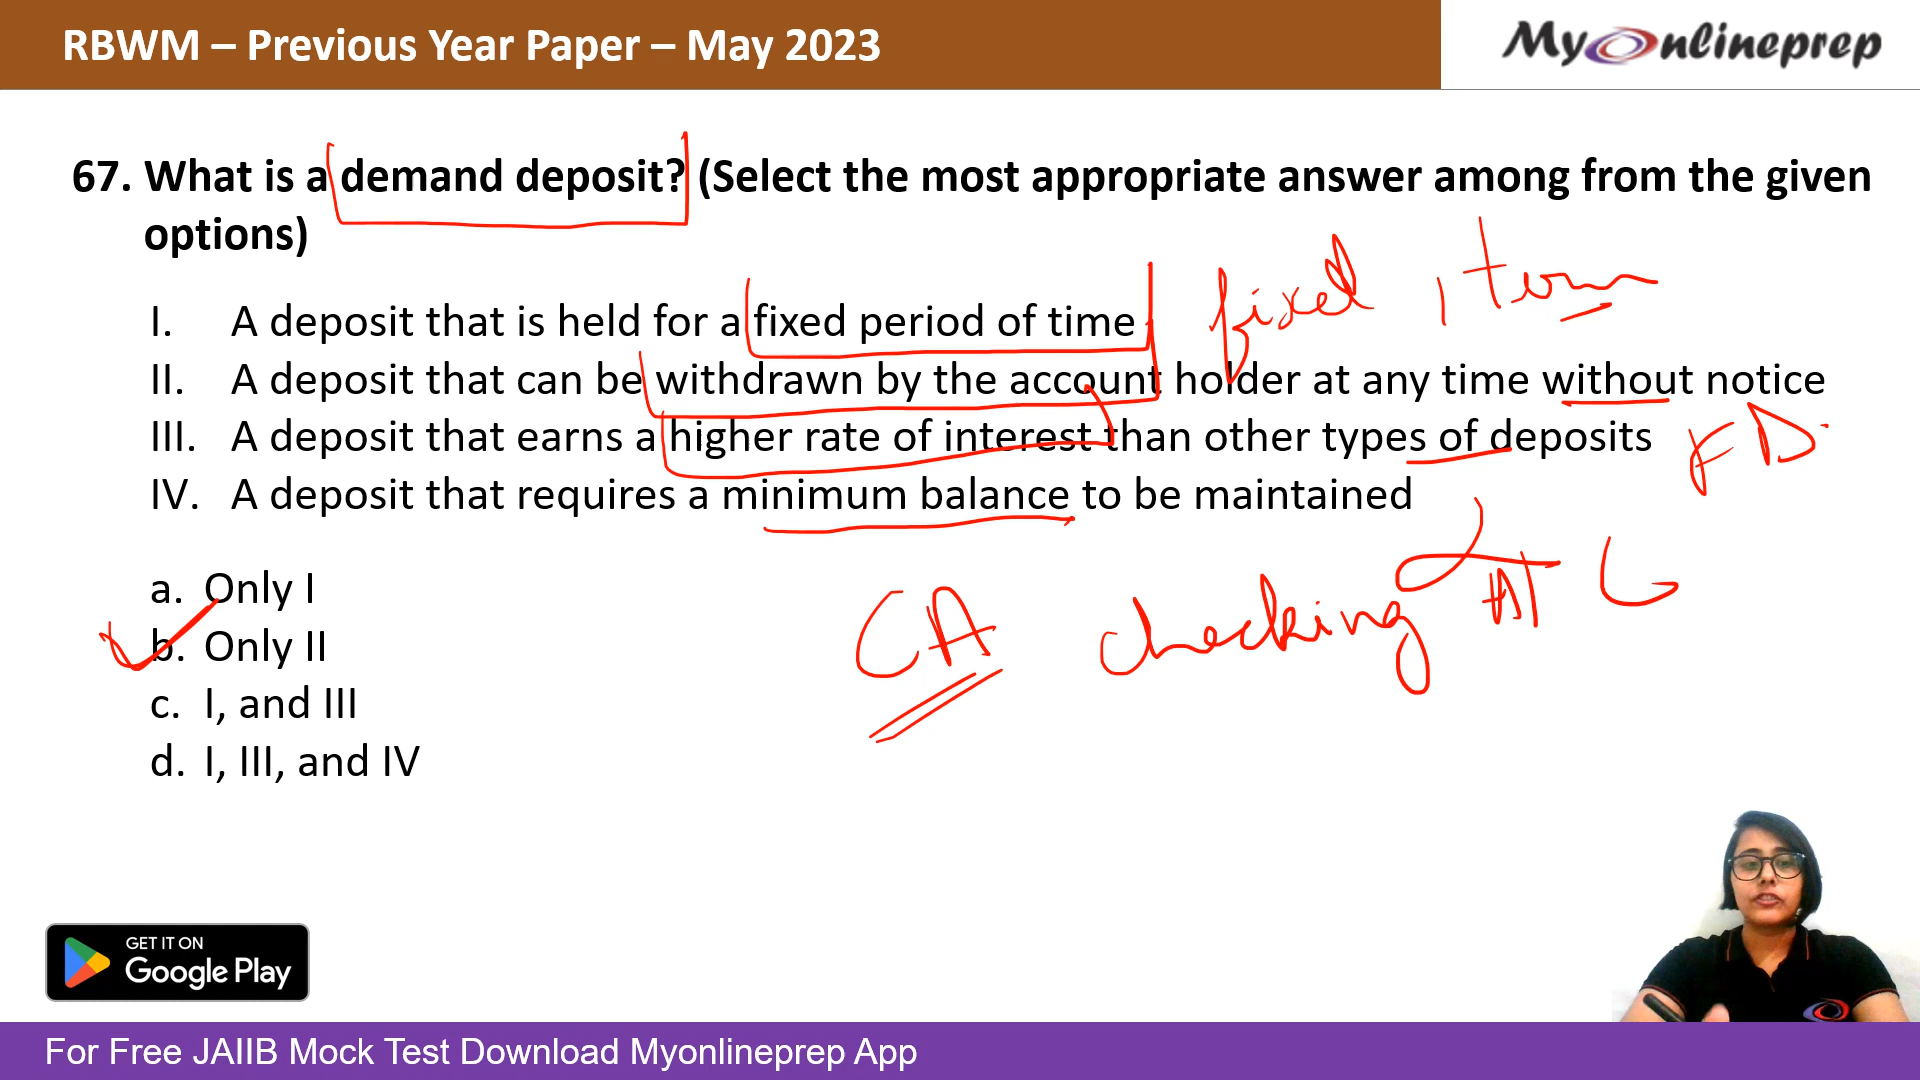 RBWM – Previous Year Paper – May 2023
MyOnlineprep
67. What is a demand deposit? (Select the most appropriate answer among from the given
options)
I. A deposit that is held for a fixed period of time
fixed , term
II. A deposit that can be withdrawn by the account holder at any time without notice
III. A deposit that earns a higher rate of interest than other types of deposits
FD
IV. A deposit that requires a minimum balance to be maintained
a. Only I
b. Only II
CA checking
c. I, and III
d. I, III, and IV
GET IT ON
Google Play
For Free JAIIB Mock Test Download Myonlineprep App